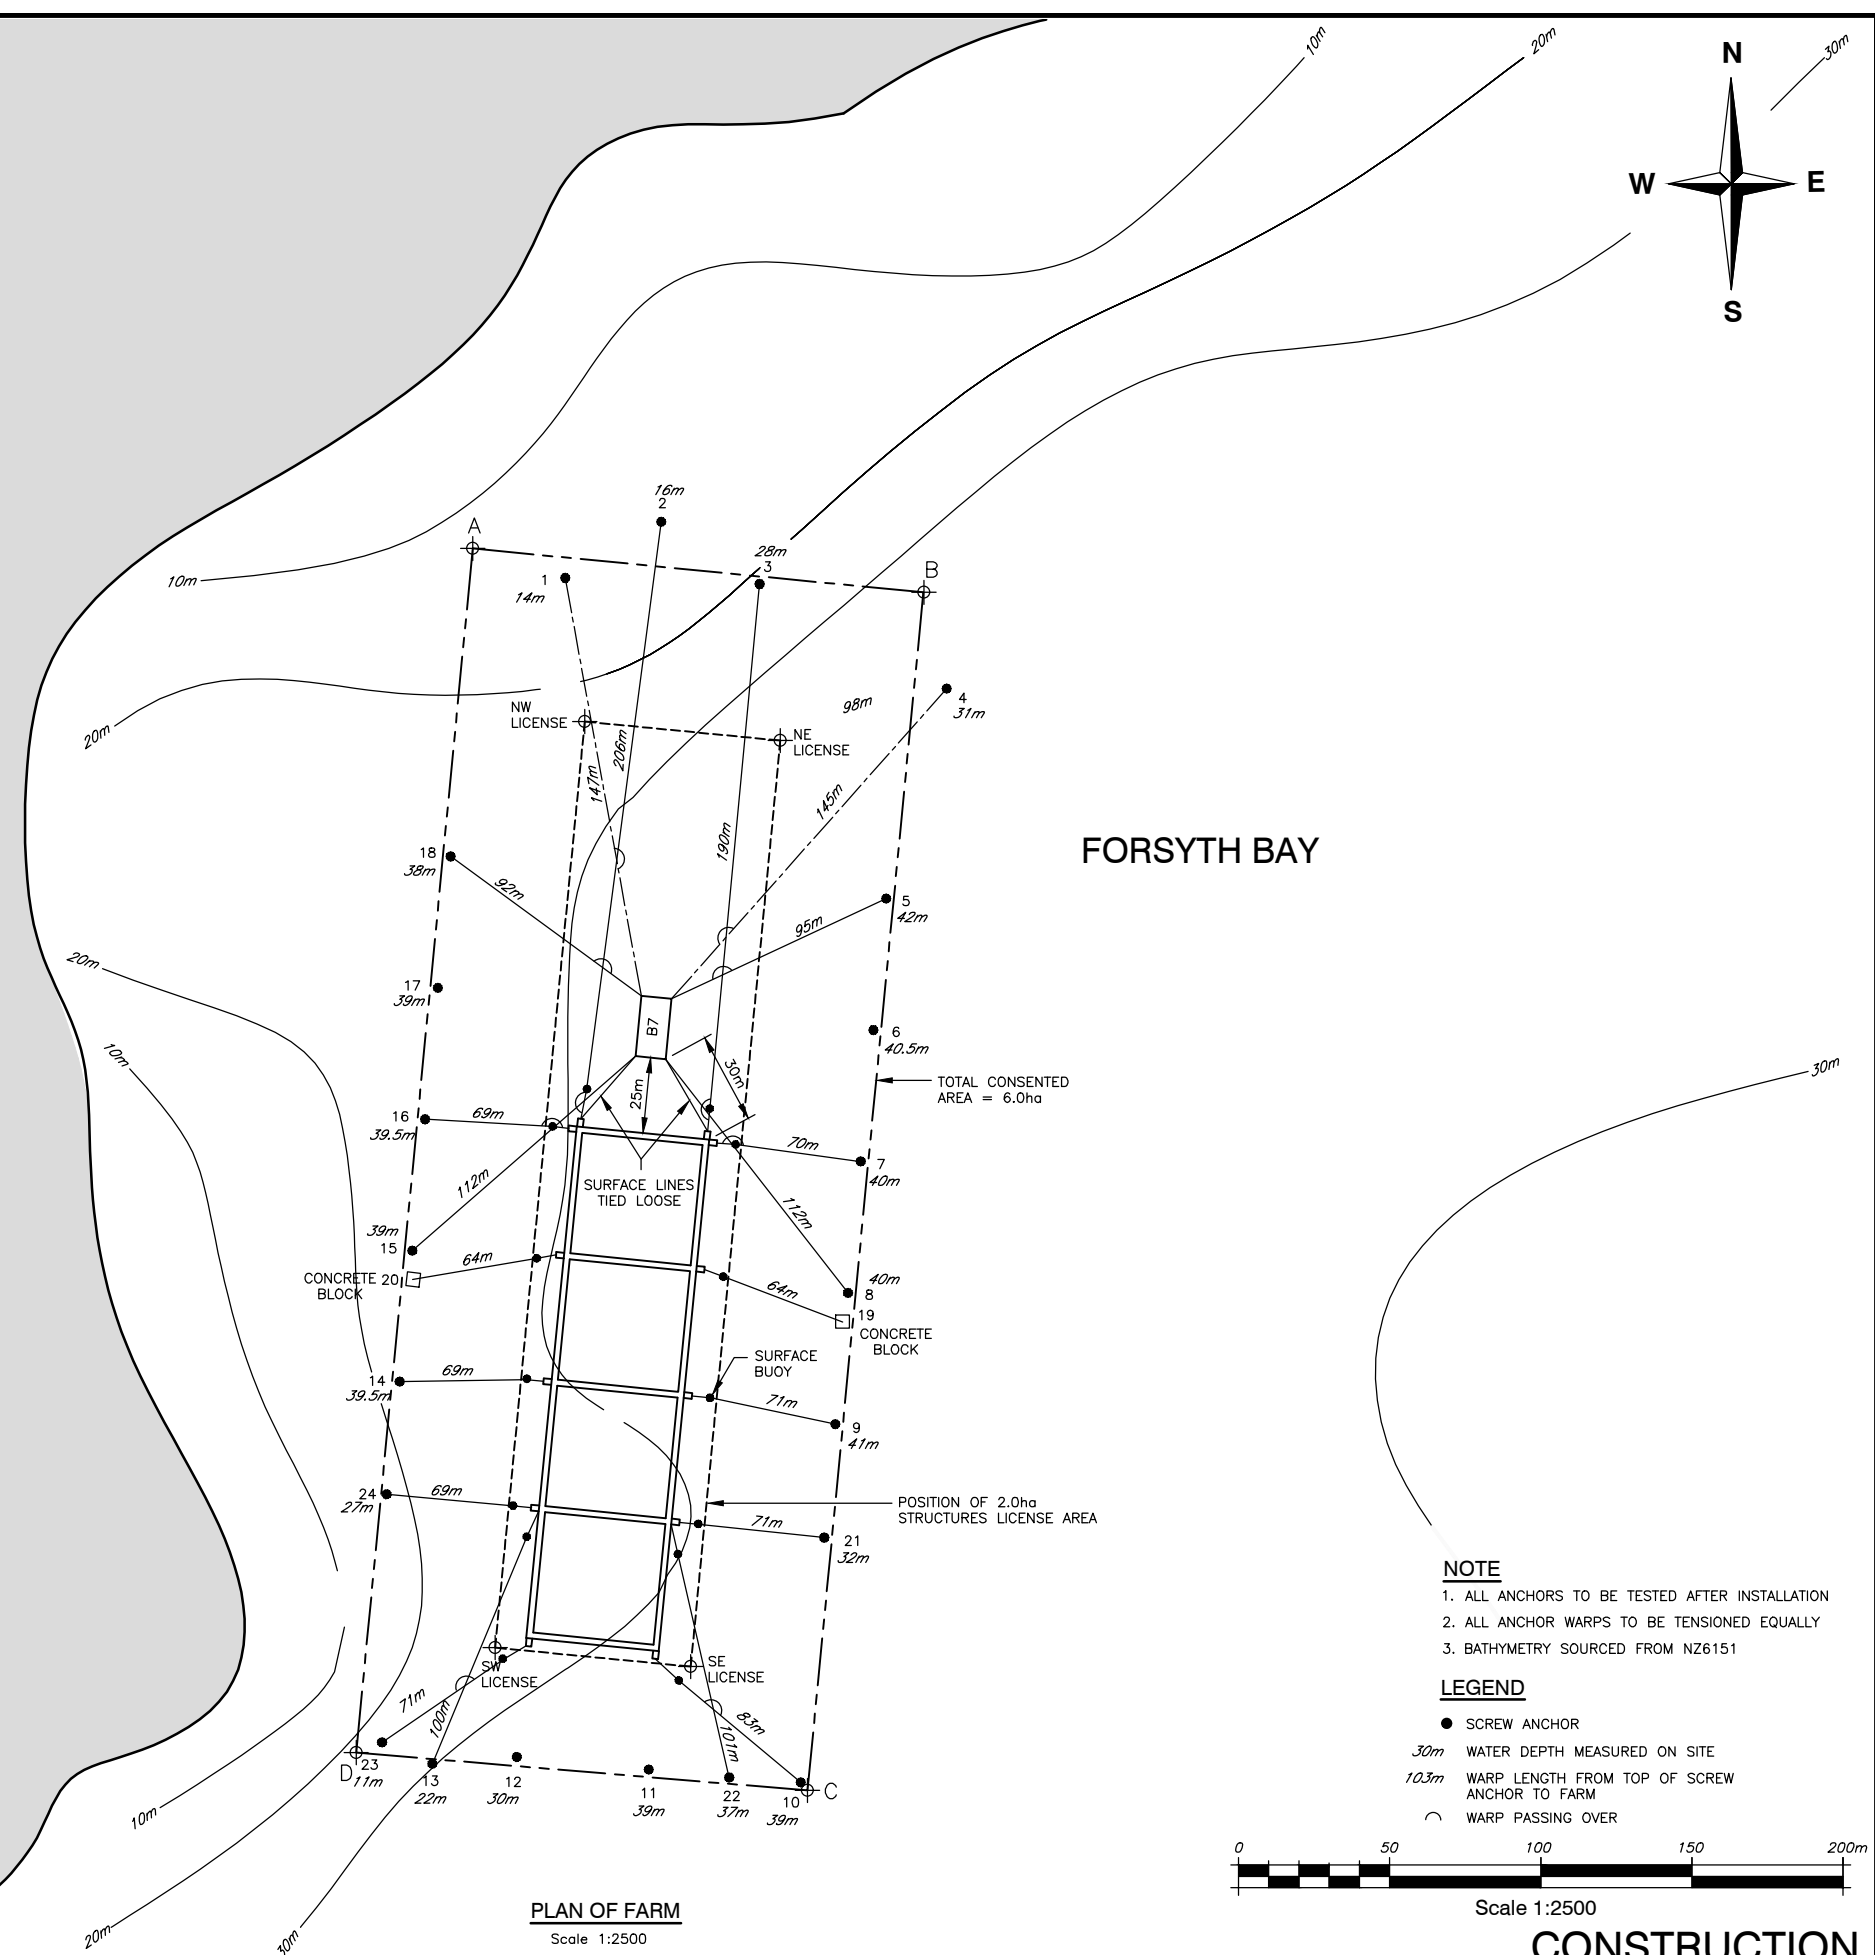 10m
20m
30m
N
W
E
S
16m
2
A
28m
3
B
1
14m
10m
4
31m
98m
NW
LICENSE
NE
LICENSE
20m
206m
147m
145m
190m
FORSYTH BAY
18
38m
92m
5
42m
95m
20m
17
39m
B7
6
40.5m
10m
30m
25m
30m
TOTAL CONSENTED
AREA = 6.0ha
16
39.5m
69m
70m
7
40m
SURFACE LINES
TIED LOOSE
112m
112m
39m
15
64m
CONCRETE 20
BLOCK
64m
40m
8
19
CONCRETE
BLOCK
SURFACE
BUOY
14
39.5m
69m
71m
9
41m
24
27m
69m
POSITION OF 2.0ha
STRUCTURES LICENSE AREA
71m
21
32m
SW
LICENSE
SE
LICENSE
71m
100m
101m
83m
D
23
11m
13
22m
12
30m
11
39m
22
37m
10
39m
C
10m
20m
30m
NOTE
1. ALL ANCHORS TO BE TESTED AFTER INSTALLATION
2. ALL ANCHOR WARPS TO BE TENSIONED EQUALLY
3. BATHYMETRY SOURCED FROM NZ6151
LEGEND
SCREW ANCHOR
30m WATER DEPTH MEASURED ON SITE
103m WARP LENGTH FROM TOP OF SCREW
ANCHOR TO FARM
WARP PASSING OVER
0 50 100 150 200m
Scale 1:2500
PLAN OF FARM
Scale 1:2500
CONSTRUCTION